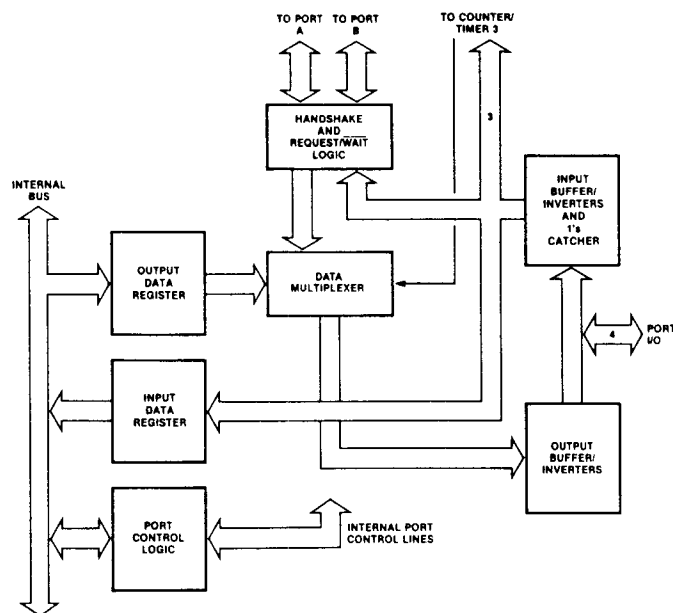 TO PORT
A
TO PORT
B
TO COUNTER/
TIMER 3
3
HANDSHAKE
AND
REQUEST/WAIT
LOGIC
INTERNAL
BUS
INPUT
BUFFER/
INVERTERS
AND
1's
CATCHER
OUTPUT
DATA
REGISTER
DATA
MULTIPLEXER
4
PORT
I/O
INPUT
DATA
REGISTER
OUTPUT
BUFFER/
INVERTERS
PORT
CONTROL
LOGIC
INTERNAL PORT
CONTROL LINES